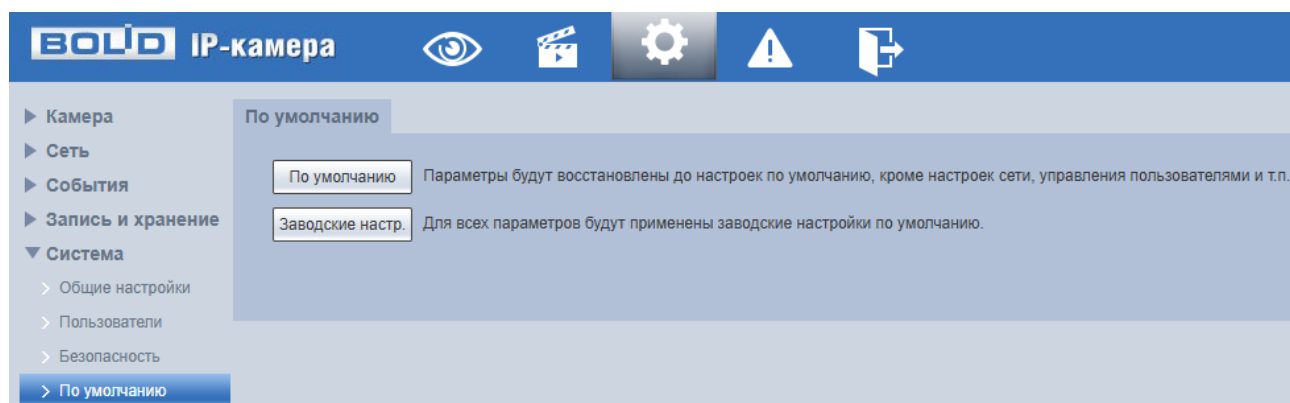 BOLID IP-камера
Камера
Сеть
События
Запись и хранение
Система
Общие настройки
Пользователи
Безопасность
По умолчанию
По умолчанию
По умолчанию Параметры будут восстановлены до настроек по умолчанию, кроме настроек сети, управления пользователями и т.п.
Заводские настр. Для всех параметров будут применены заводские настройки по умолчанию.